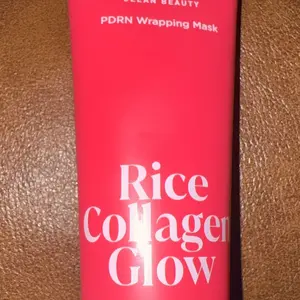 CLEAN BEAUTY
PDRN Wrapping Mask
Rice
Collagen
Glow